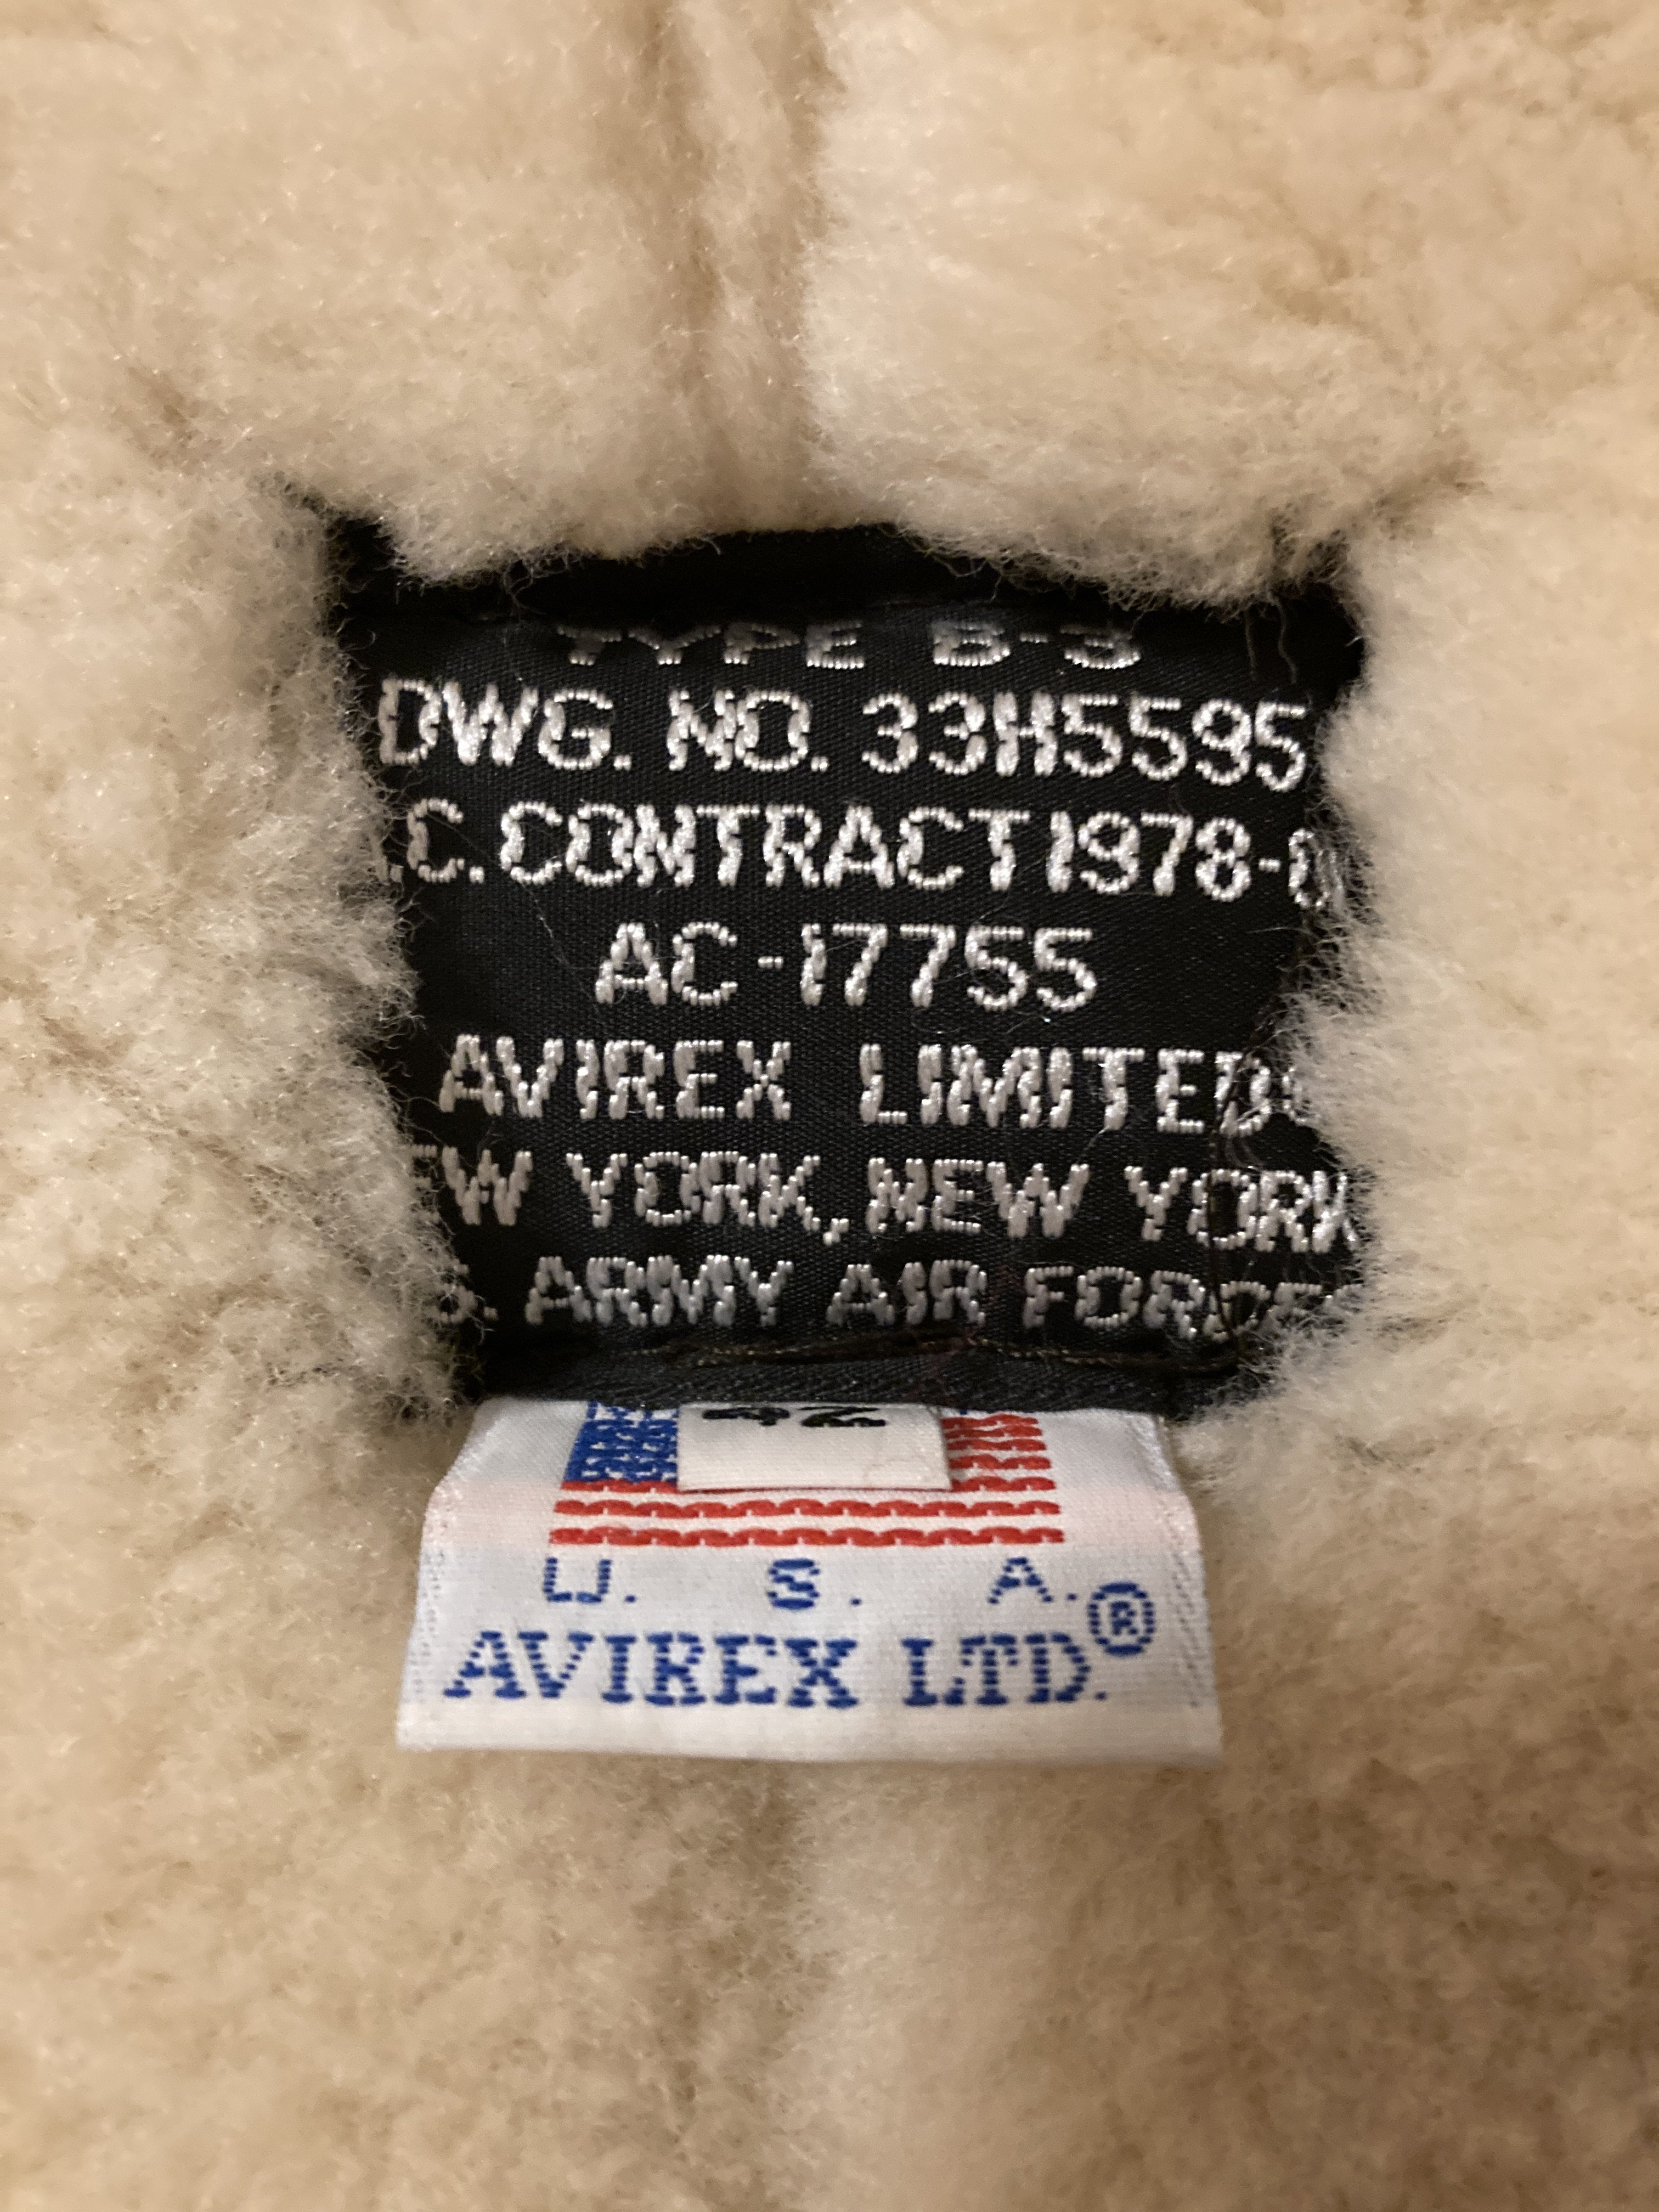 TYPE B-3
DWG. NO. 33H5595
.C. CONTRACT 1978-0
AC-17755
AVIREX LIMITED
EW YORK, NEW YORK
S. ARMY AIR FORCE
42
U. S. A.
AVIREX LTD.®